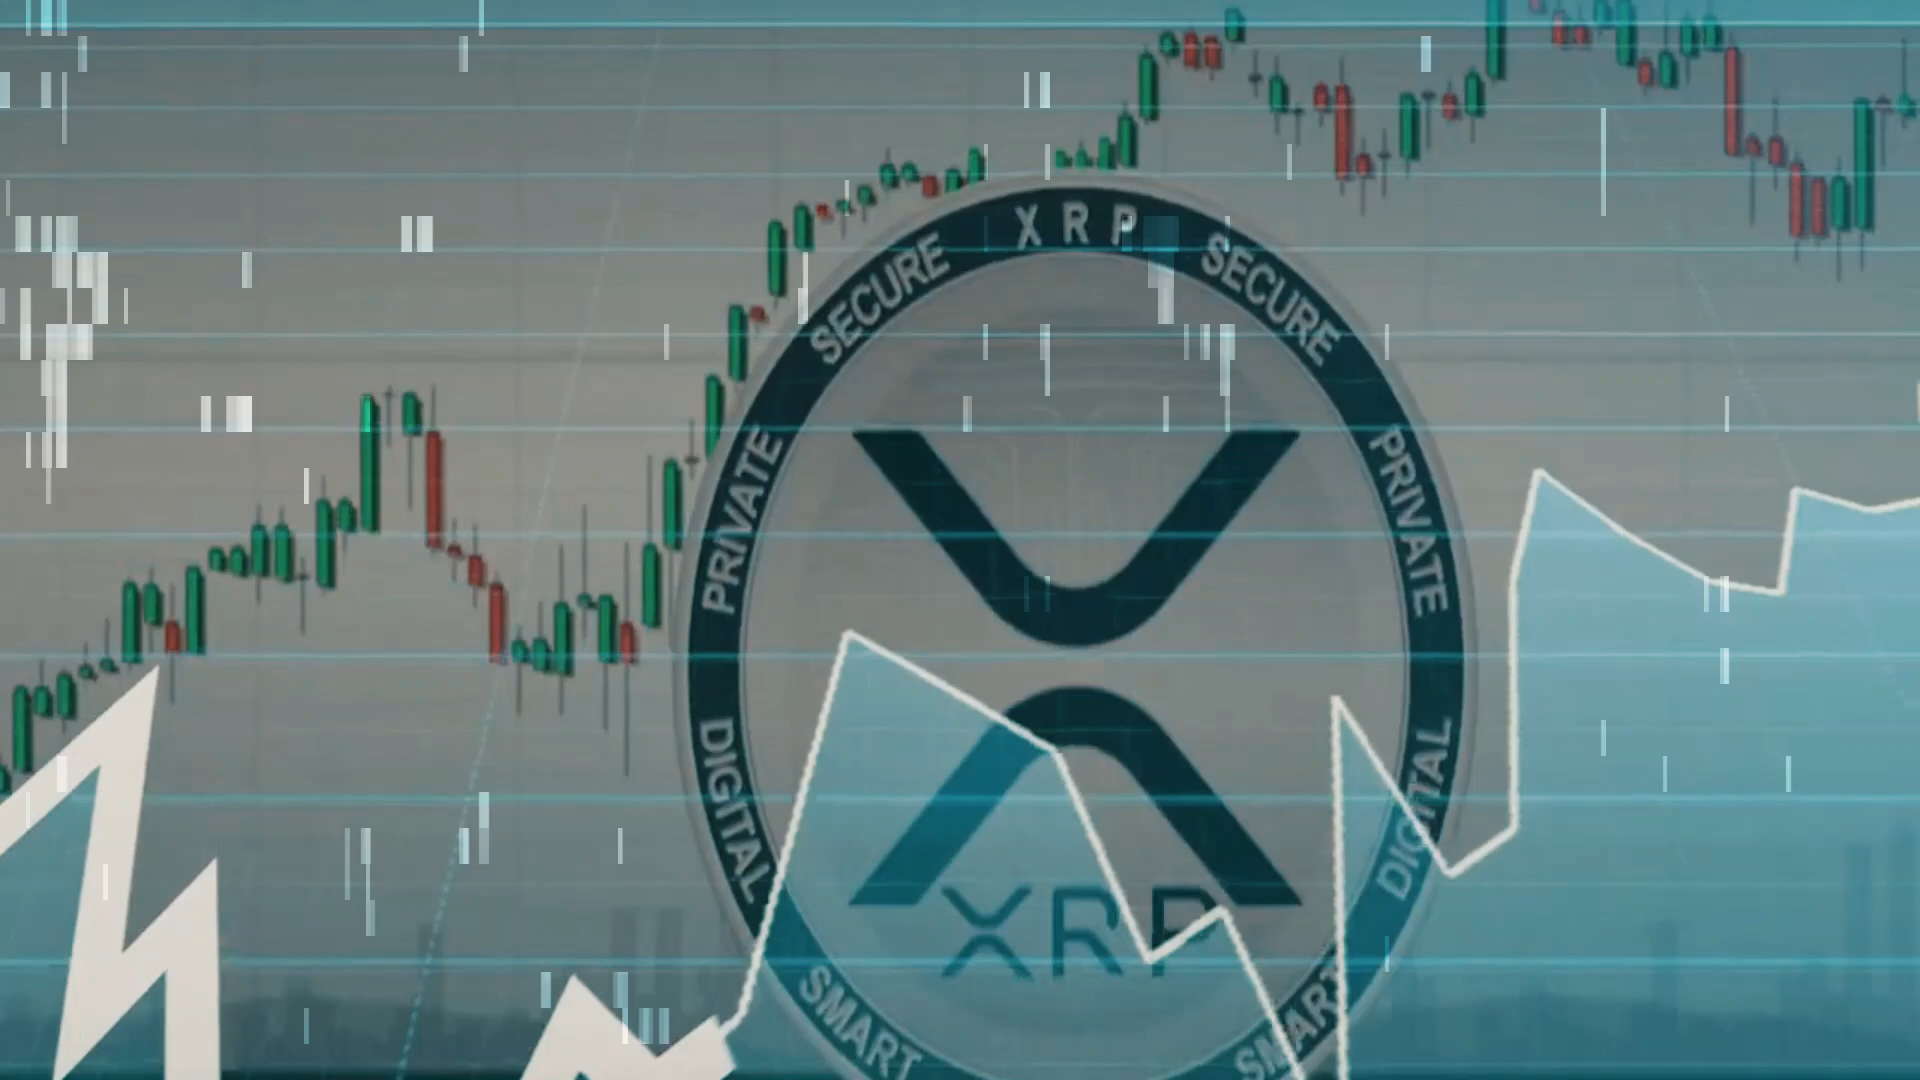 XRP
SECURE
SECURE
PRIVATE
PRIVATE
DIGITAL
DIGITAL
XRP
SMART
SMART